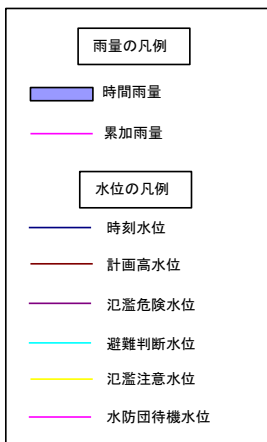 雨量の凡例
時間雨量
累加雨量
水位の凡例
時刻水位
計画高水位
氾濫危険水位
避難判断水位
氾濫注意水位
水防団待機水位